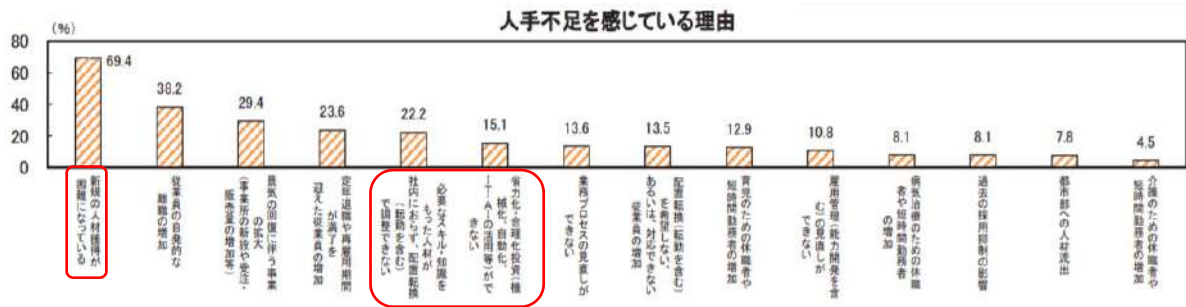 人手不足を感じている理由
(%)
80
60
40
20
0
69.4
38.2
29.4
23.6
22.2
15.1
13.6
13.5
12.9
10.8
8.1
8.1
7.8
4.5
新規の人材獲得が
困難になっている
従業員の自発的な
離職の増加
景気の回復に伴う事業
の拡大
(事業所の新設や受注・
販売量の増加等)
定年退職や再雇用期間
が満了を
迎えた従業員の増加
必要なスキル・知識を
もった人材が
社内におらず、配置転換
(転勤を含む)
で調整できない
省力化・合理化投資(機
械化、自動化、
IT・AIの活用等)がで
きない
業務プロセスの見直しが
できない
配置転換(転勤を含む)
を希望しない、
あるいは、対応できない
従業員の増加
育児のための休職者や
短時間勤務者の増加
雇用管理(能力開発を含
む)の見直しが
できない
病気治療のための休職
者や短時間勤務者
の増加
過去の採用抑制の影響
都市部への人材流出
介護のための休職者や
短時間勤務者の増加